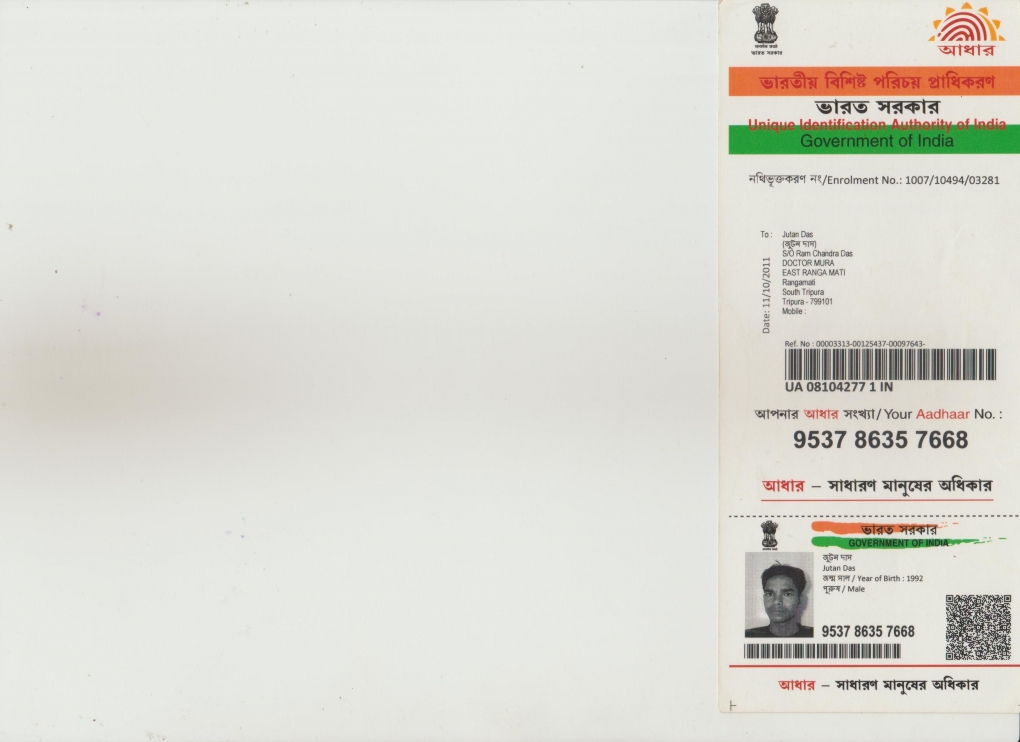 ভারত সরকার
আধার
ভারতীয় বিশিষ্ট পরিচয় প্রাধিকরণ
ভারত সরকার
Unique Identification Authority of India
Government of India
নথিভূক্তকরণ নং/Enrolment No.: 1007/10494/03281
To :
Jutan Das
(জুটন দাস)
S/O Ram Chandra Das
DOCTOR MURA
EAST RANGA MATI
Rangamati
South Tripura
Tripura - 799101
Mobile :
Date: 11/10/2011
Ref. No : 00003313-00125437-00097643-
UA 08104277 1 IN
আপনার আধার সংখ্যা/ Your Aadhaar No. :
9537 8635 7668
আধার – সাধারণ মানুষের অধিকার
ভারত সরকার
GOVERNMENT OF INDIA
জুটন দাস
Jutan Das
জন্ম সাল / Year of Birth : 1992
পুরুষ / Male
9537 8635 7668
আধার – সাধারণ মানুষের অধিকার